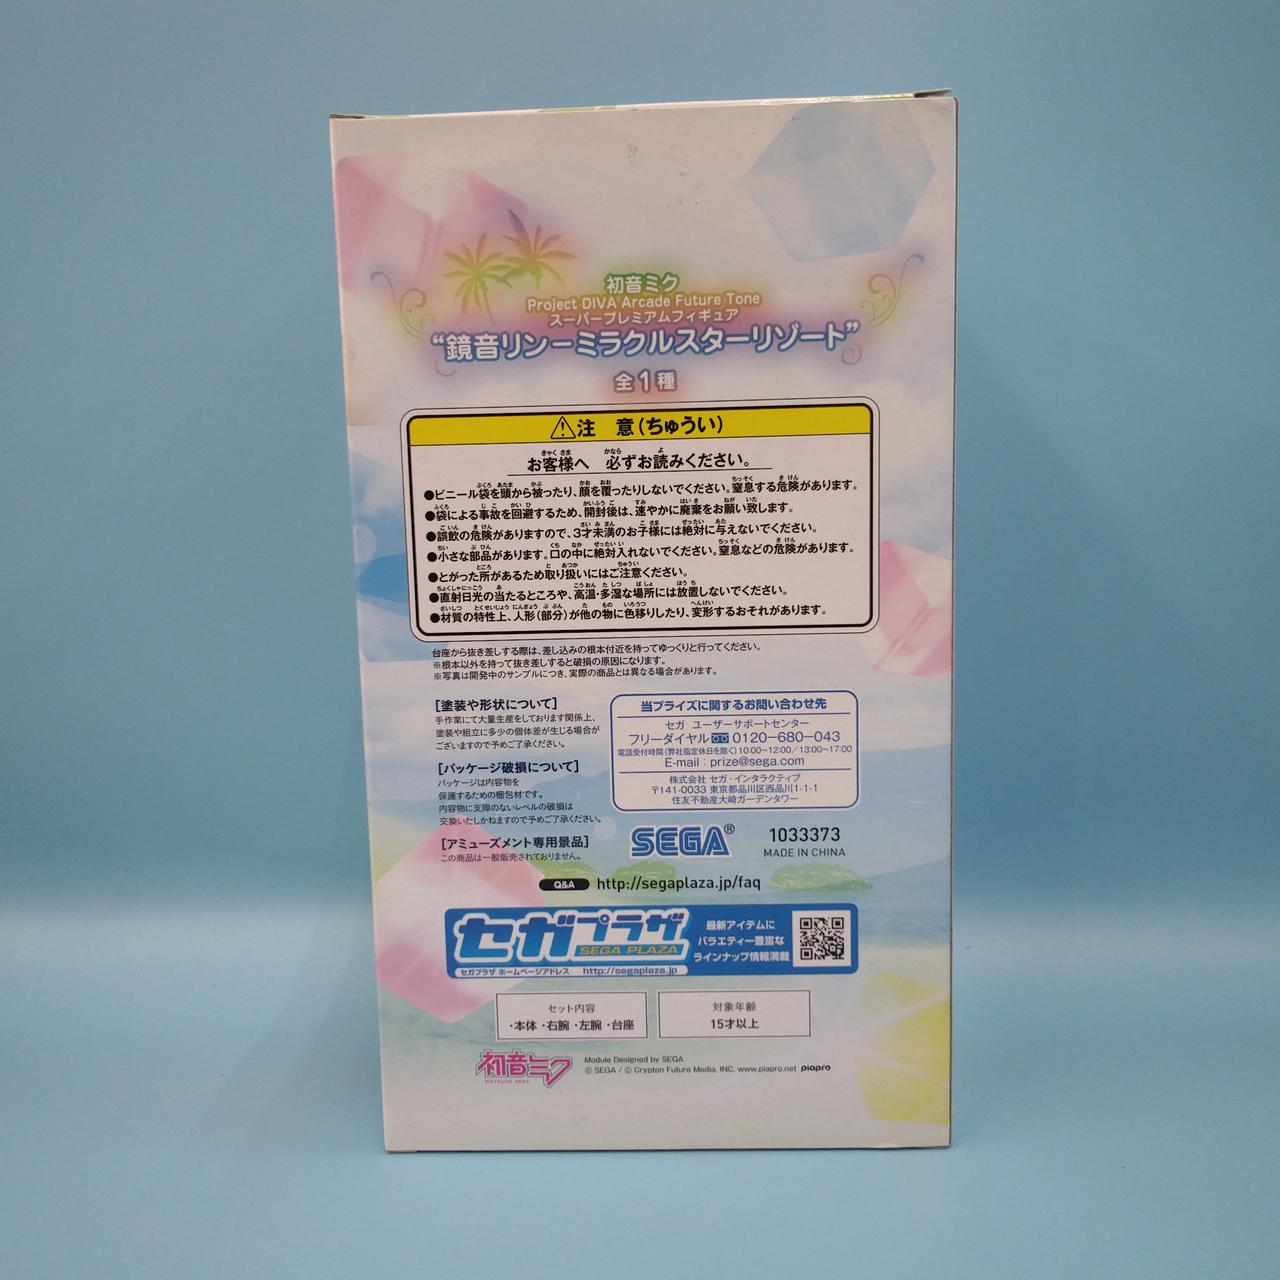 初音ミク
Project DIVA Arcade Future Tone
スーパープレミアムフィギュア
“鏡音リンーミラクルスターリゾート”
全1種
注 意(ちゅうい)
お客様へ 必ずお読みください。
●ビニール袋を頭から被ったり、顔を覆ったりしないでください。窒息する危険があります。
●袋による事故を回避するため、開封後は、速やかに廃棄をお願い致します。
●誤飲の危険がありますので、3才未満のお子様には絶対に与えないでください。
●小さな部品があります。口の中に絶対入れないでください。窒息などの危険があります。
●とがった所があるため取り扱いにはご注意ください。
●直射日光の当たるところや、高温・多湿な場所には放置しないでください。
●材質の特性上、人形(部分)が他の物に色移りしたり、変形するおそれがあります。
台座から抜き差しする際は、差し込みの根本付近を持ってゆっくりと行ってください。
※根本以外を持って抜き差しすると破損の原因になります。
※写真は開発中のサンプルにつき、実際の商品とは異なる場合があります。
[塗装や形状について]
手作業にて大量生産をしております関係上、
塗装や組立に多少の個体差が生じる場合が
ございますので予めご了承ください。
[パッケージ破損について]
パッケージは内容物を
保護するための梱包材です。
内容物に支障のないレベルの破損は
交換いたしかねますので予めご了承ください。
[アミューズメント専用景品]
この商品は一般販売されておりません。
当プライズに関するお問い合わせ先
セガ ユーザーサポートセンター
フリーダイヤル 0120-680-043
電話受付時間(弊社指定休日を除く)10:00~12:00/13:00~17:00
E-mail : prize@sega.com
株式会社 セガ・インタラクティブ
〒141-0033 東京都品川区西品川1-1-1
住友不動産大崎ガーデンタワー
SEGA®
1033373
MADE IN CHINA
Q&A http://segaplaza.jp/faq
セガプラザ
SEGA PLAZA
セガプラザ ホームページアドレス http://segaplaza.jp
最新アイテムに
バラエティー豊富な
ラインナップ情報満載
セット内容
・本体 ・右腕 ・左腕 ・台座
対象年齢
15才以上
初音ミク
HATSUNE MIKU
Module Designed by SEGA
© SEGA / © Crypton Future Media, INC. www.piapro.net piapro